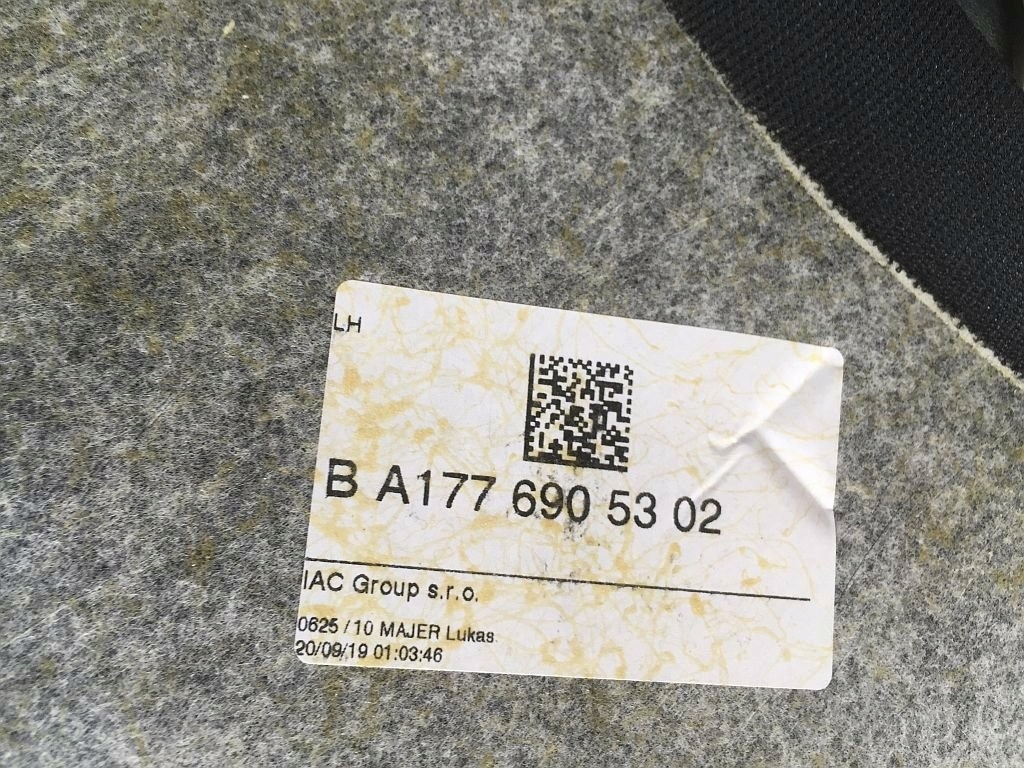 LH
B A177 690 53 02
IAC Group s.r.o.
0625 / 10 MAJER Lukas
20/09/19 01:03:46